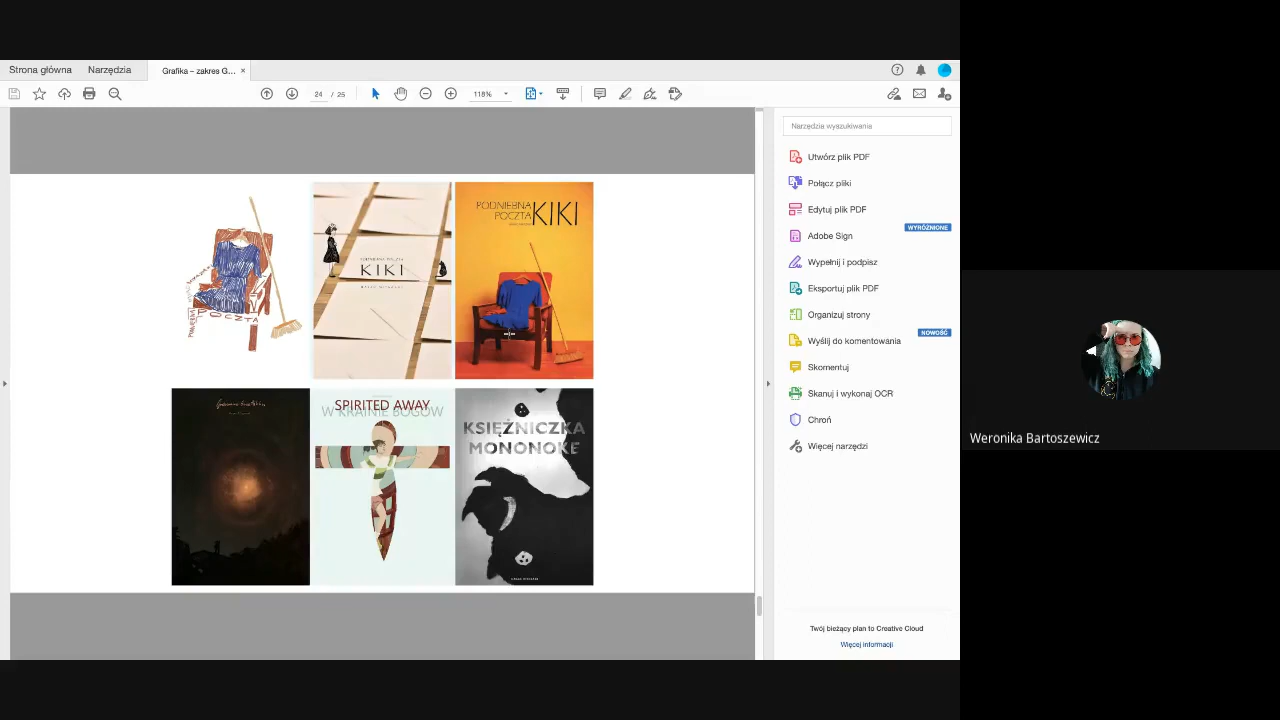 Strona główna
Narzędzia
Grafika – zakres G...
24 / 25
118%
Narzędzia wyszukiwania
Utwórz plik PDF
Połącz pliki
Edytuj plik PDF
WYRÓŻNIONE
Adobe Sign
Wypełnij i podpisz
Eksportuj plik PDF
Organizuj strony
NOWOŚĆ
Wyślij do komentowania
Skomentuj
Skanuj i wykonaj OCR
Chroń
Więcej narzędzi
Twój bieżący plan to Creative Cloud
Więcej informacji
POCZTA
KIKI
PODNIEBNA
POCZTA KIKI
SPIRITED AWAY
W KRAINIE BOGÓW
KSIĘŻNICZKA
MONONOKE
Weronika Bartoszewicz